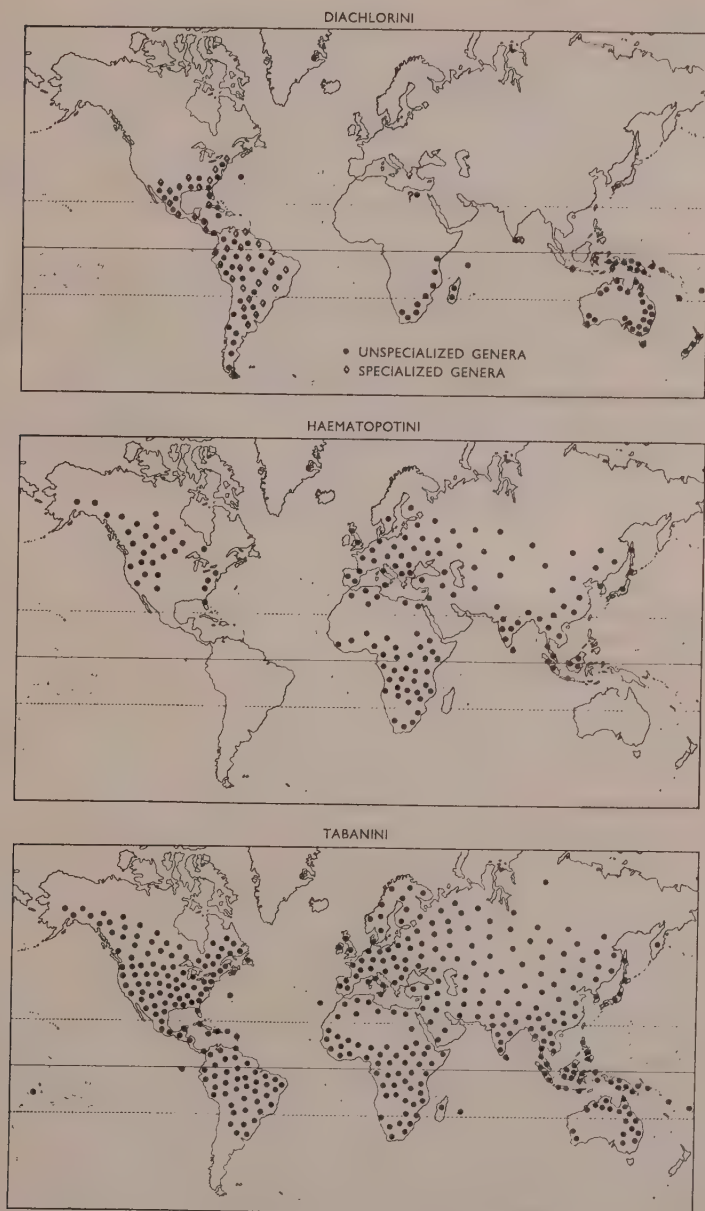 DIACHLORINI
?
● UNSPECIALIZED GENERA
◊ SPECIALIZED GENERA
HAEMATOPOTINI
TABANINI